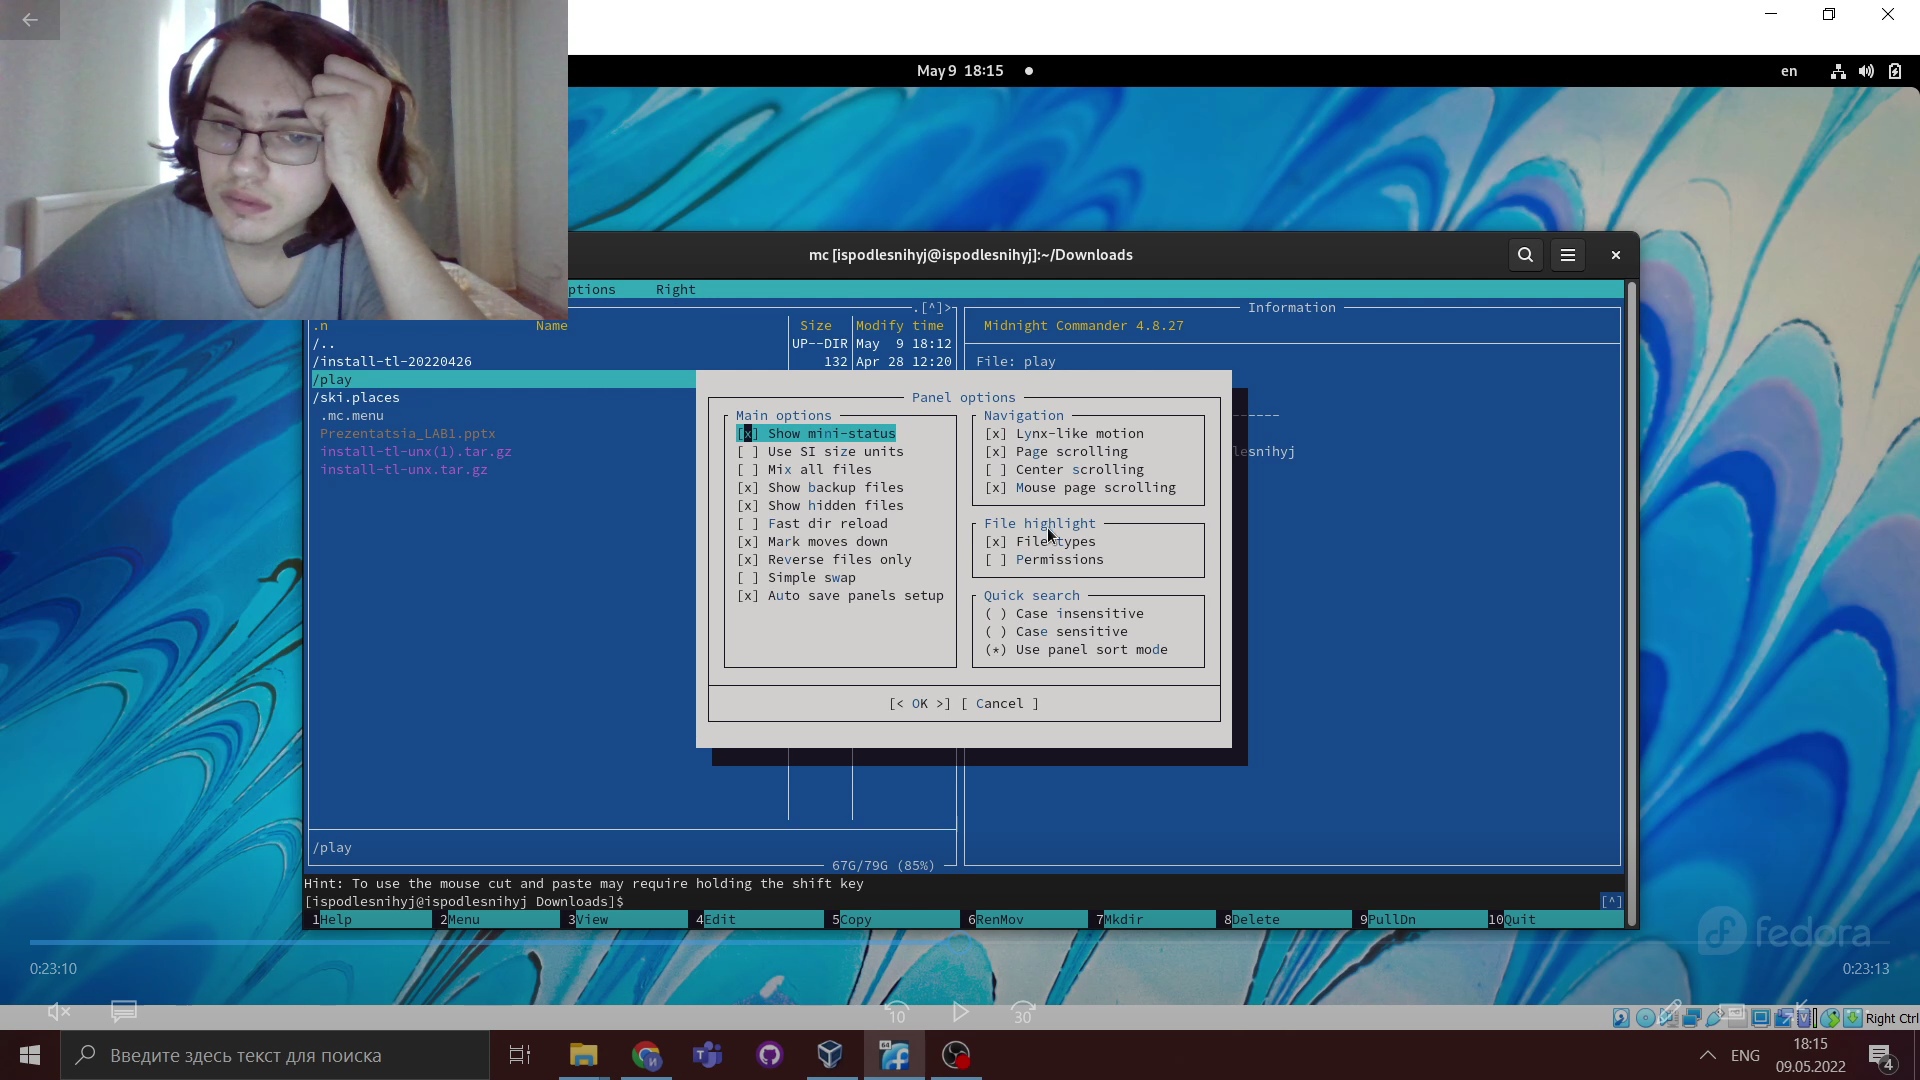 May 9 18:15
en
mc [ispodlesnihyj@ispodlesnihyj]:~/Downloads
ptions Right
.[^]>
Information
.n Name Size Modify time
Midnight Commander 4.8.27
/.. UP--DIR May 9 18:12
/install-tl-20220426 132 Apr 28 12:20
File: play
/play
/ski.places
.mc.menu
Prezentatsia_LAB1.pptx
install-tl-unx(1).tar.gz
install-tl-unx.tar.gz
lesnihyj
Panel options
Main options
[x] Show mini-status
[ ] Use SI size units
[ ] Mix all files
[x] Show backup files
[x] Show hidden files
[ ] Fast dir reload
[x] Mark moves down
[x] Reverse files only
[ ] Simple swap
[x] Auto save panels setup
Navigation
[x] Lynx-like motion
[x] Page scrolling
[ ] Center scrolling
[x] Mouse page scrolling
File highlight
[x] File types
[ ] Permissions
Quick search
( ) Case insensitive
( ) Case sensitive
(*) Use panel sort mode
[< OK >] [ Cancel ]
/play
67G/79G (85%)
Hint: To use the mouse cut and paste may require holding the shift key
[ispodlesnihyj@ispodlesnihyj Downloads]$
[^]
1Help 2Menu 3View 4Edit 5Copy 6RenMov 7Mkdir 8Delete 9PullDn 10Quit
fedora
0:23:10
0:23:13
10
30
Right Ctrl
Введите здесь текст для поиска
64
ENG
18:15
09.05.2022
4